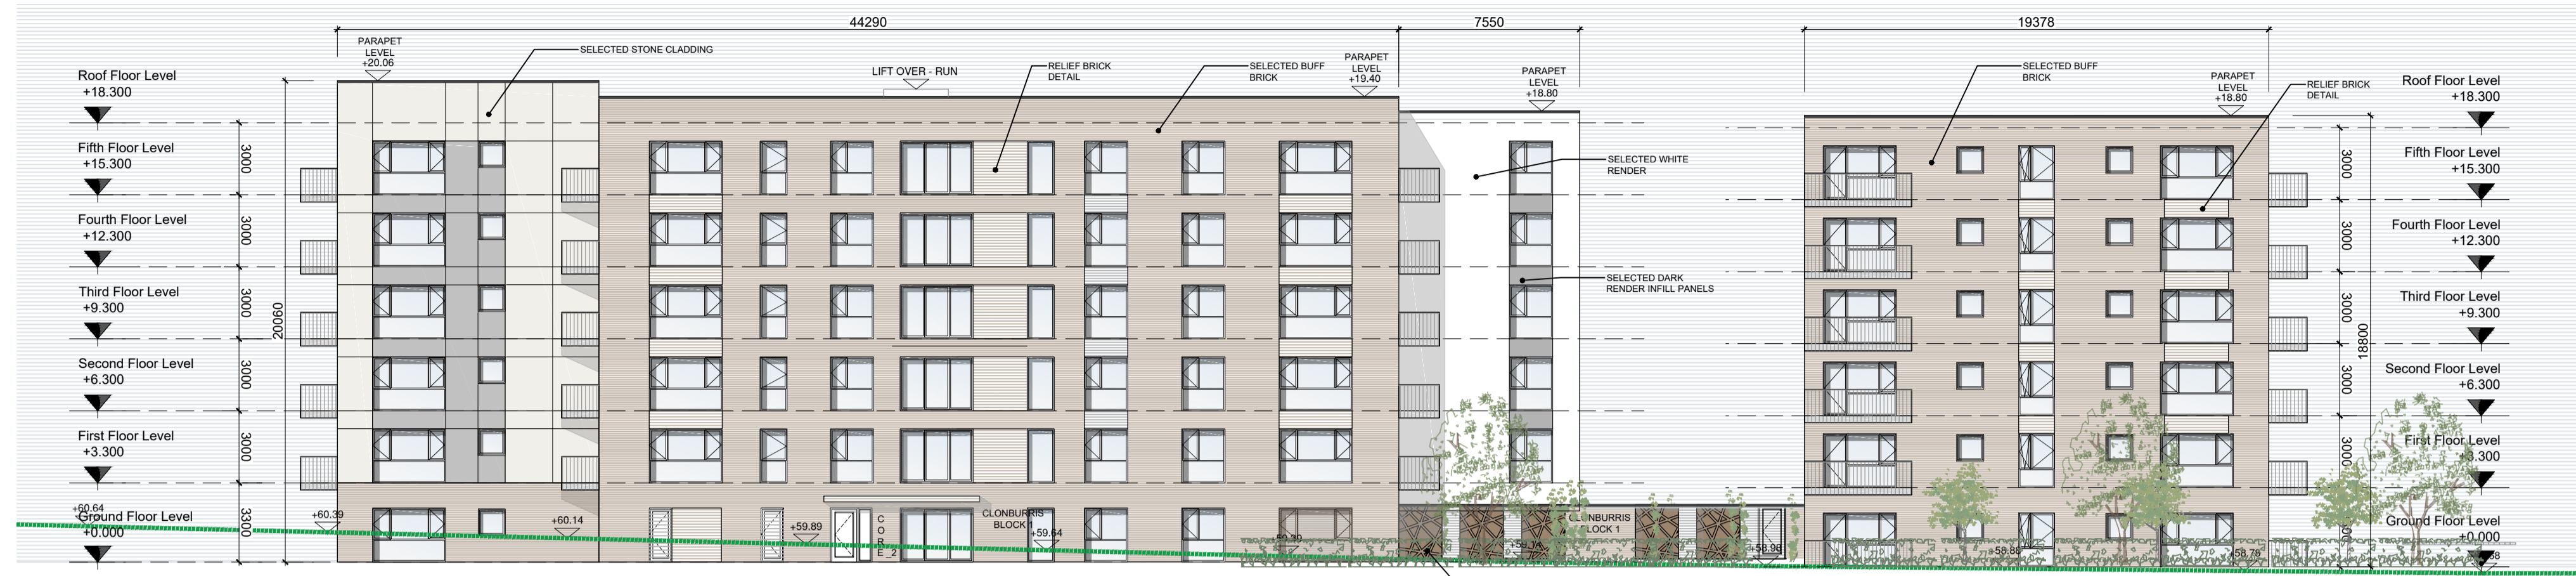 44290
7550
19378
PARAPET
LEVEL
+20.06
SELECTED STONE CLADDING
LIFT OVER - RUN
RELIEF BRICK
DETAIL
SELECTED BUFF
BRICK
PARAPET
LEVEL
+19.40
PARAPET
LEVEL
+18.80
SELECTED BUFF
BRICK
PARAPET
LEVEL
+18.80
RELIEF BRICK
DETAIL
Roof Floor Level
+18.300
Fifth Floor Level
+15.300
Fourth Floor Level
+12.300
Third Floor Level
+9.300
Second Floor Level
+6.300
First Floor Level
+3.300
+60.64
Ground Floor Level
+0.000
3000
3000
3000
3000
3000
3300
20060
+60.39
+60.14
+59.89
CORE_2
CLONBURRIS
BLOCK 1
+59.64
SELECTED WHITE
RENDER
SELECTED DARK
RENDER INFILL PANELS
CLONBURRIS
BLOCK 1
+58.98
+58.88
+58.78
3000
3000
3000
3000
3000
18800
Roof Floor Level
+18.300
Fifth Floor Level
+15.300
Fourth Floor Level
+12.300
Third Floor Level
+9.300
Second Floor Level
+6.300
First Floor Level
+3.300
Ground Floor Level
+0.000